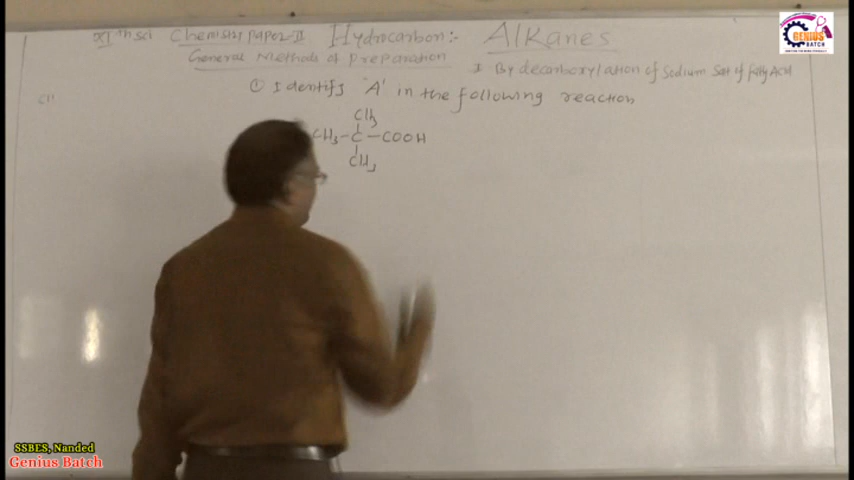 XI th Sci Chemistry Paper-II Hydrocarbon:- Alkanes
General Methods of preparation
I By decarboxylation of Sodium Salt of fatty Acid
① Identify 'A' in the following reaction
CH3
CH3-C-COOH
CH3
GENIUS
BATCH
SSBES, Nanded
Genius Batch